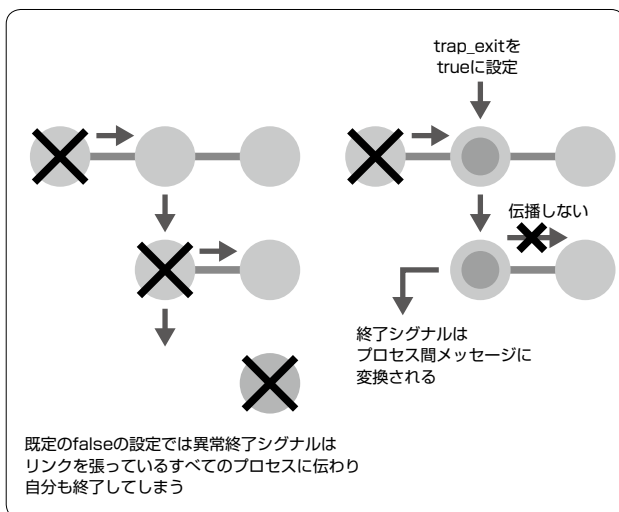 trap_exitを
trueに設定
伝播しない
終了シグナルは
プロセス間メッセージに
変換される
既定のfalseの設定では異常終了シグナルは
リンクを張っているすべてのプロセスに伝わり
自分も終了してしまう